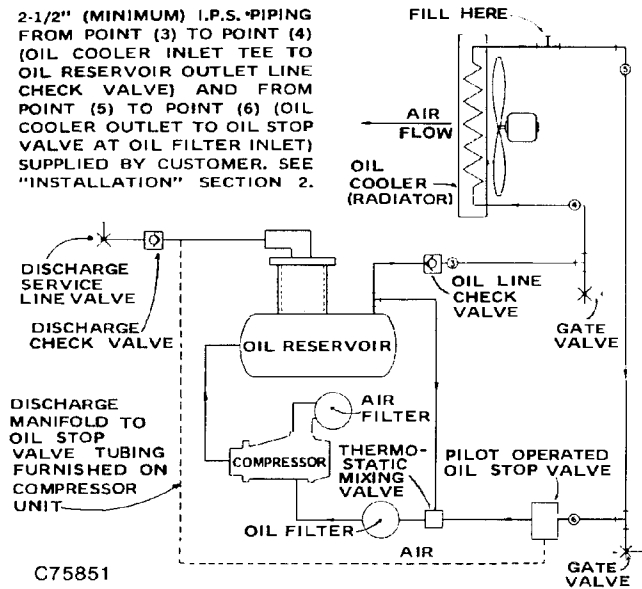 2-1/2" (MINIMUM) I.P.S. PIPING
FROM POINT (3) TO POINT (4)
(OIL COOLER INLET TEE TO
OIL RESERVOIR OUTLET LINE
CHECK VALVE) AND FROM
POINT (5) TO POINT (6) (OIL
COOLER OUTLET TO OIL STOP
VALVE AT OIL FILTER INLET)
SUPPLIED BY CUSTOMER. SEE
"INSTALLATION" SECTION 2.
FILL HERE
5
AIR
FLOW
OIL
COOLER
(RADIATOR)
4
DISCHARGE
SERVICE
LINE VALVE
DISCHARGE
CHECK VALVE
3
OIL LINE
CHECK
VALVE
GATE
VALVE
OIL RESERVOIR
DISCHARGE
MANIFOLD TO
OIL STOP
VALVE TUBING
FURNISHED ON
COMPRESSOR
UNIT
AIR
FILTER
COMPRESSOR
THERMO-
STATIC
MIXING
VALVE
PILOT OPERATED
OIL STOP VALVE
OIL FILTER
6
AIR
GATE
VALVE
C75851